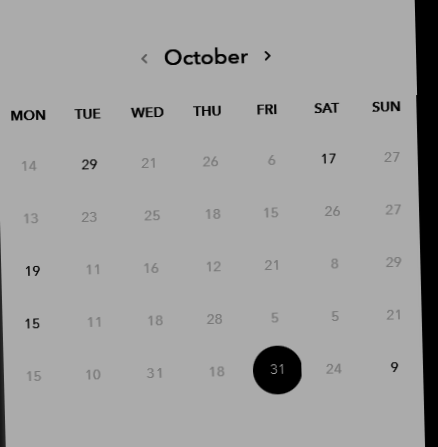 ‹ October ›
MON TUE WED THU FRI SAT SUN
14 29 21 26 6 17 27
13 23 25 18 15 26 27
19 11 16 12 21 8 29
15 11 18 28 5 5 21
15 10 31 18 31 24 9